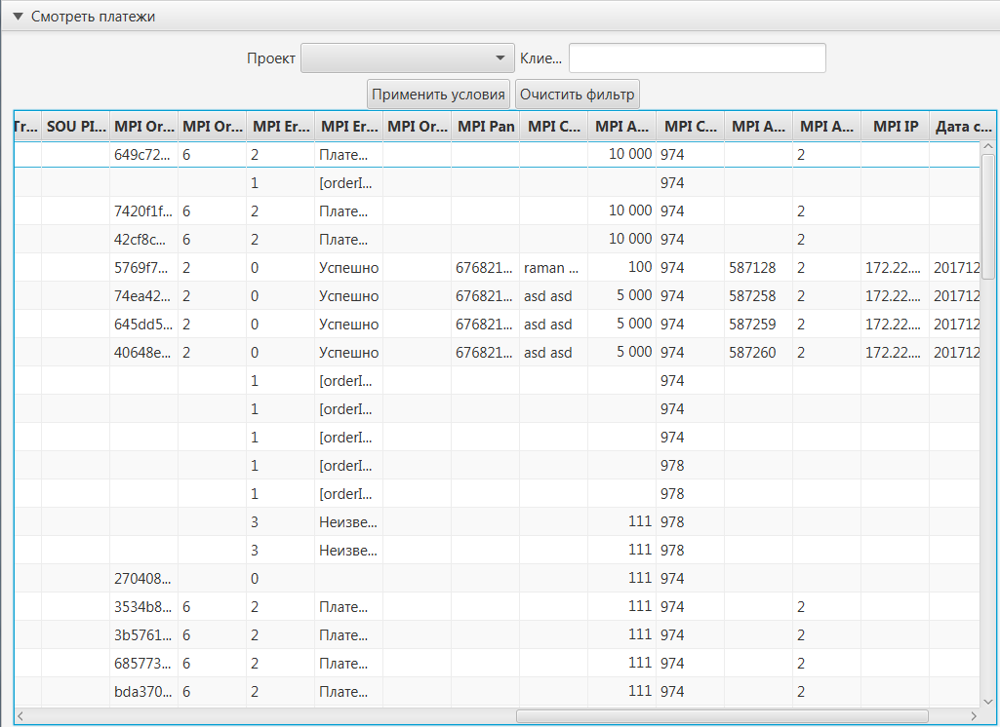 Смотреть платежи
Проект Клие...
Применить условия Очистить фильтр
Tr... SOU PI... MPI Or... MPI Or... MPI Er... MPI Er... MPI Or... MPI Pan MPI C... MPI A... MPI C... MPI A... MPI A... MPI IP Дата с...
649c72... 6 2 Плате... 10 000 974 2
1 [orderI... 974
7420f1f... 6 2 Плате... 10 000 974 2
42cf8c... 6 2 Плате... 10 000 974 2
5769f7... 2 0 Успешно 676821... raman ... 100 974 587128 2 172.22.... 201712
74ea42... 2 0 Успешно 676821... asd asd 5 000 974 587258 2 172.22.... 201712
645dd5... 2 0 Успешно 676821... asd asd 5 000 974 587259 2 172.22.... 201712
40648e... 2 0 Успешно 676821... asd asd 5 000 974 587260 2 172.22.... 201712
1 [orderI... 974
1 [orderI... 974
1 [orderI... 974
1 [orderI... 978
1 [orderI... 978
3 Неизве... 111 978
3 Неизве... 111 978
270408... 0 111 974
3534b8... 6 2 Плате... 111 974 2
3b5761... 6 2 Плате... 111 974 2
685773... 6 2 Плате... 111 974 2
bda370... 6 2 Плате... 111 974 2